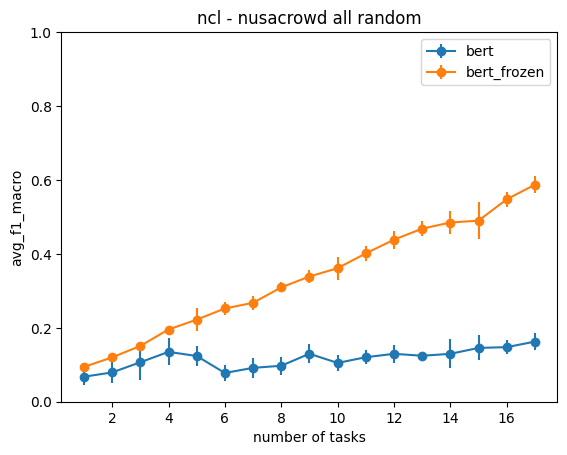 ncl - nusacrowd all random
bert
bert_frozen
avg_f1_macro
1.0
0.8
0.6
0.4
0.2
0.0
2 4 6 8 10 12 14 16
number of tasks